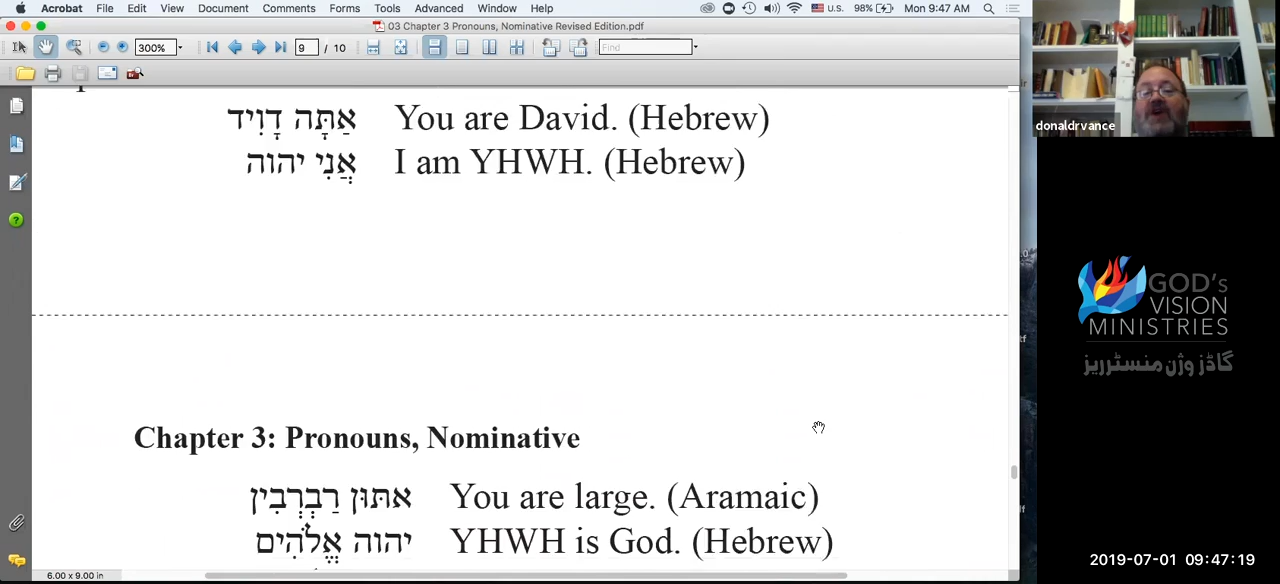 Acrobat File Edit View Document Comments Forms Tools Advanced Window Help U.S. 98% Mon 9:47 AM
03 Chapter 3 Pronouns, Nominative Revised Edition.pdf
300% 9 / 10 Find
אַתָּה דָוִיד You are David. (Hebrew)
אֲנִי יהוה I am YHWH. (Hebrew)
Chapter 3: Pronouns, Nominative
אתּוּן רַבְרְבִין You are large. (Aramaic)
יהוה אֱלֹהִים YHWH is God. (Hebrew)
6.00 x 9.00 in
donaldrvance
GOD's
VISION
MINISTRIES
گاڈز وژن منسٹریز
2019-07-01 09:47:19